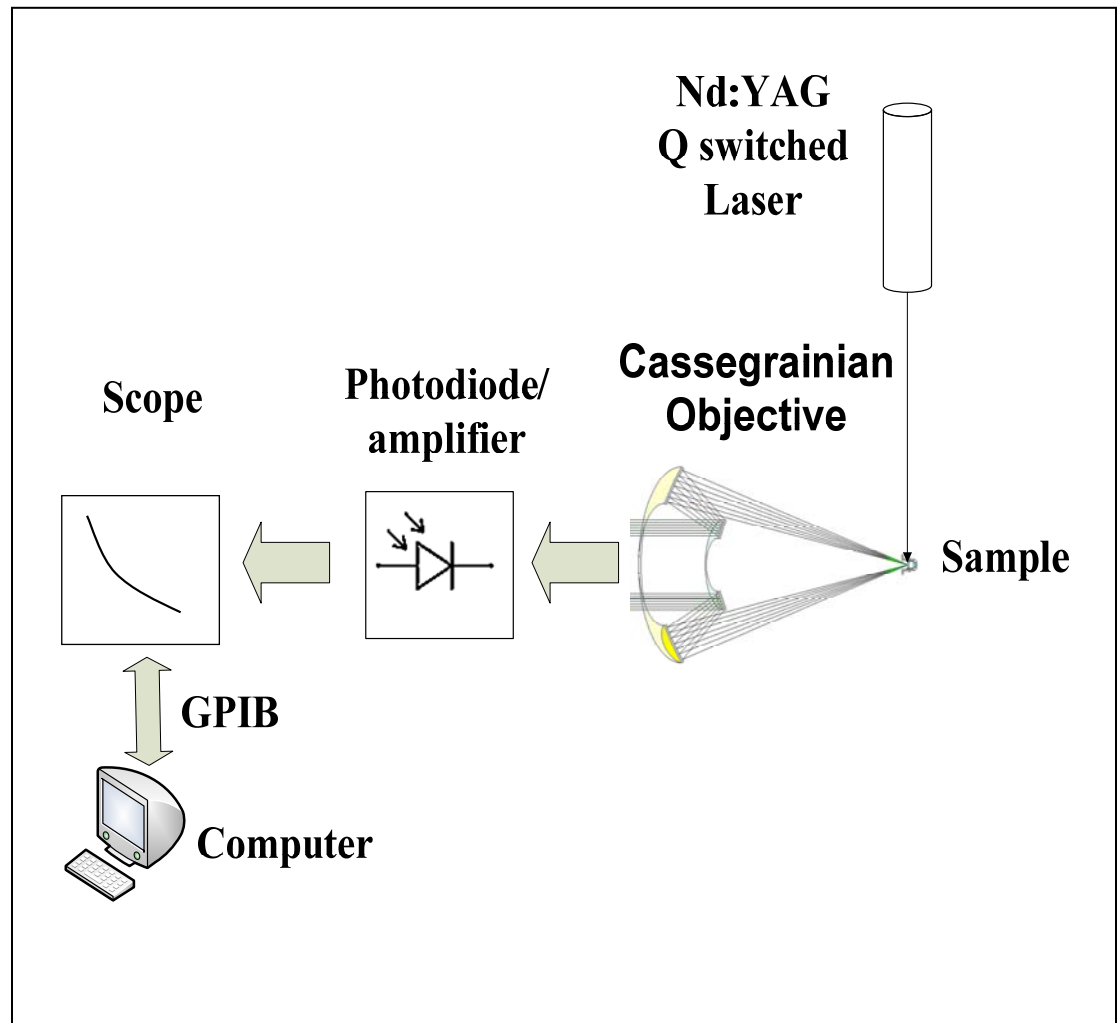 Nd:YAG
Q switched
Laser
Cassegrainian
Objective
Photodiode/
amplifier
Scope
Sample
GPIB
Computer